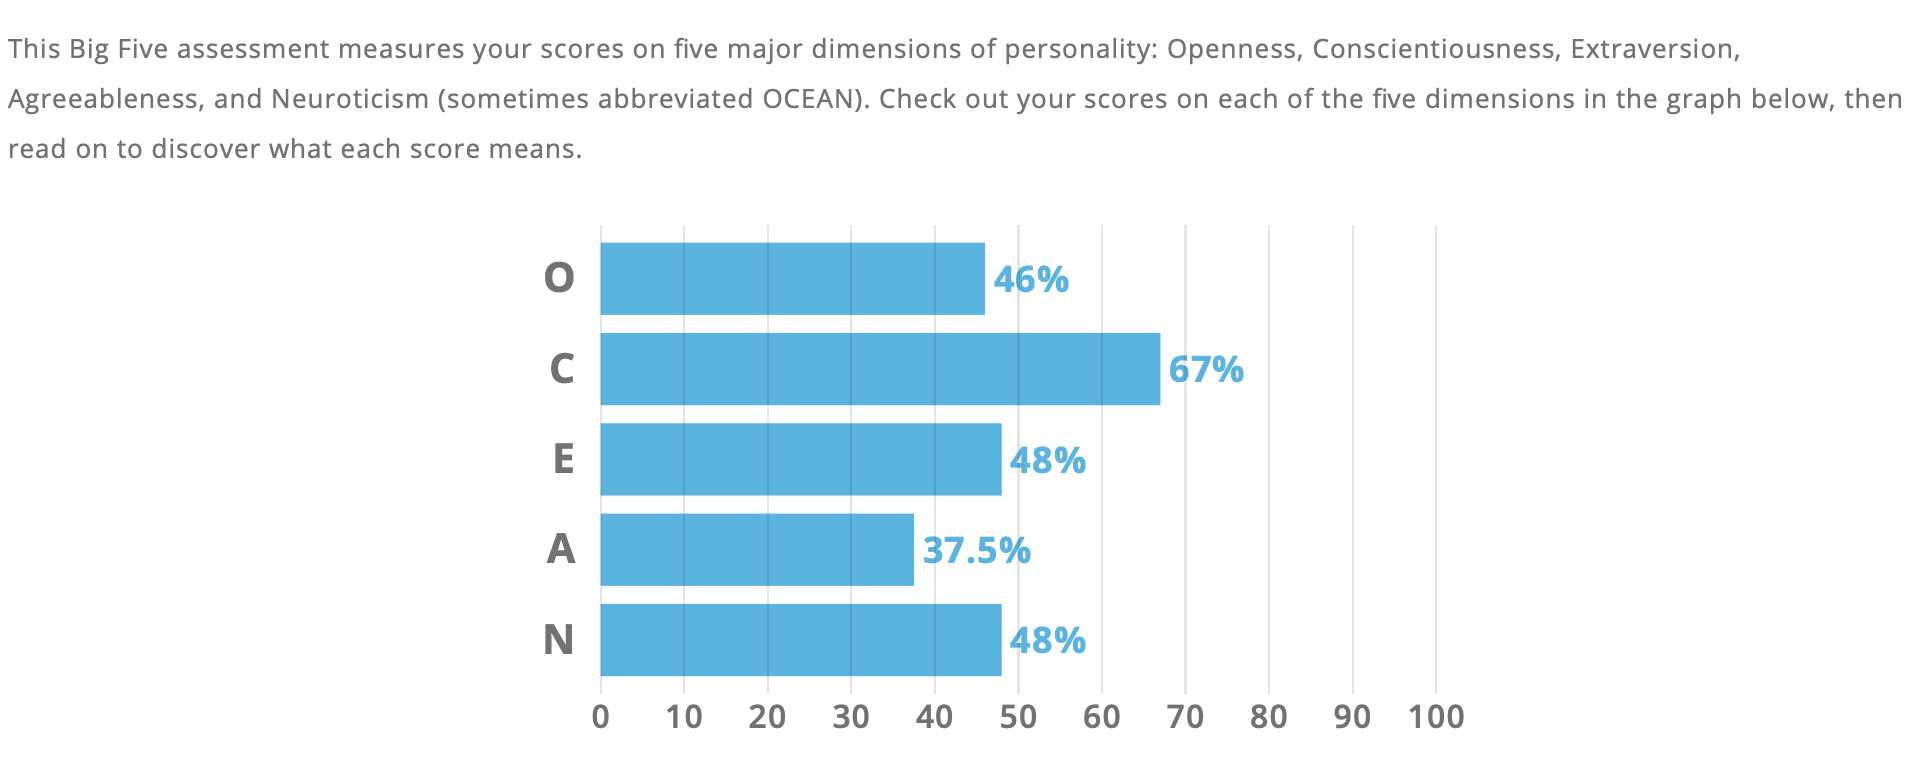 This Big Five assessment measures your scores on five major dimensions of personality: Openness, Conscientiousness, Extraversion,
Agreeableness, and Neuroticism (sometimes abbreviated OCEAN). Check out your scores on each of the five dimensions in the graph below, then
read on to discover what each score means.
O 46%
C 67%
E 48%
A 37.5%
N 48%
0 10 20 30 40 50 60 70 80 90 100